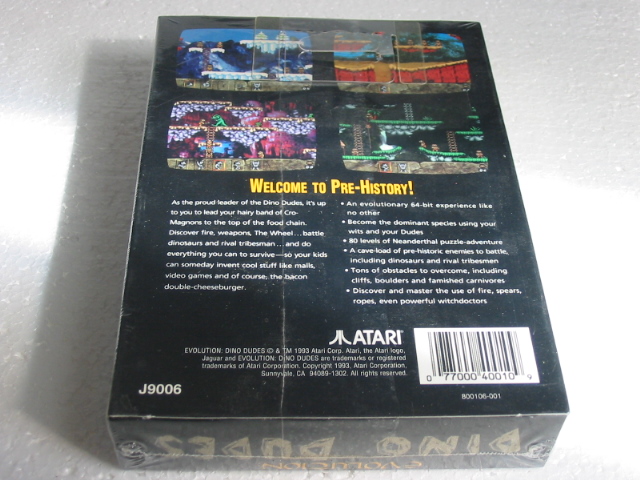 WELCOME TO PRE-HISTORY!
As the proud leader of the Dino Dudes, it's up
to you to lead your hairy band of Cro-
Magnons to the top of the food chain.
Discover fire, weapons, The Wheel...battle
dinosaurs and rival tribesman...and do
everything you can to survive—so your kids
can someday invent cool stuff like malls,
video games and of course, the bacon
double-cheeseburger.
• An evolutionary 64-bit experience like
no other
• Become the dominant species using your
wits and your Dudes
• 80 levels of Neanderthal puzzle-adventure
• A cave-load of pre-historic enemies to battle,
including dinosaurs and rival tribesmen
• Tons of obstacles to overcome, including
cliffs, boulders and famished carnivores
• Discover and master the use of fire, spears,
ropes, even powerful witchdoctors
ATARI
EVOLUTION: DINO DUDES © & ™ 1993 Atari Corp. Atari, the Atari logo,
Jaguar and EVOLUTION: DINO DUDES are trademarks or registered
trademarks of Atari Corporation. Copyright 1993, Atari Corporation.
Sunnyvale, CA 94089-1302. All rights reserved.
0 77000 40010 9
J9006
800106-001
DINO DUDES
EVOLUTION